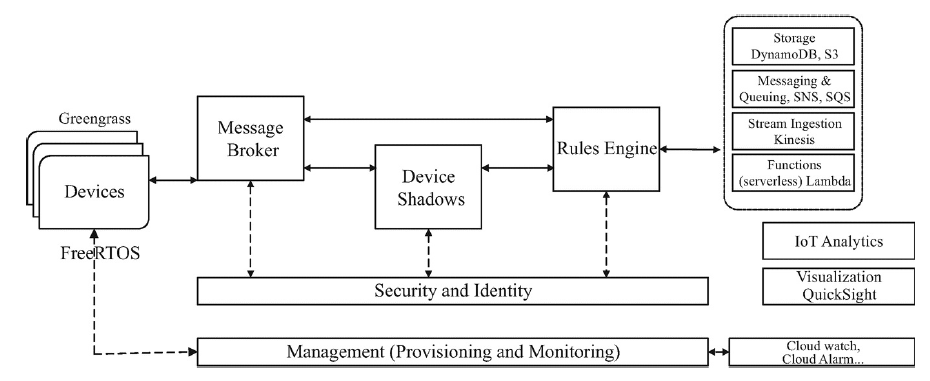 Greengrass
Devices
FreeRTOS
Message
Broker
Device
Shadows
Rules Engine
Storage
DynamoDB, S3
Messaging &
Queuing, SNS, SQS
Stream Ingestion
Kinesis
Functions
(serverless) Lambda
IoT Analytics
Visualization
QuickSight
Security and Identity
Management (Provisioning and Monitoring)
Cloud watch,
Cloud Alarm...